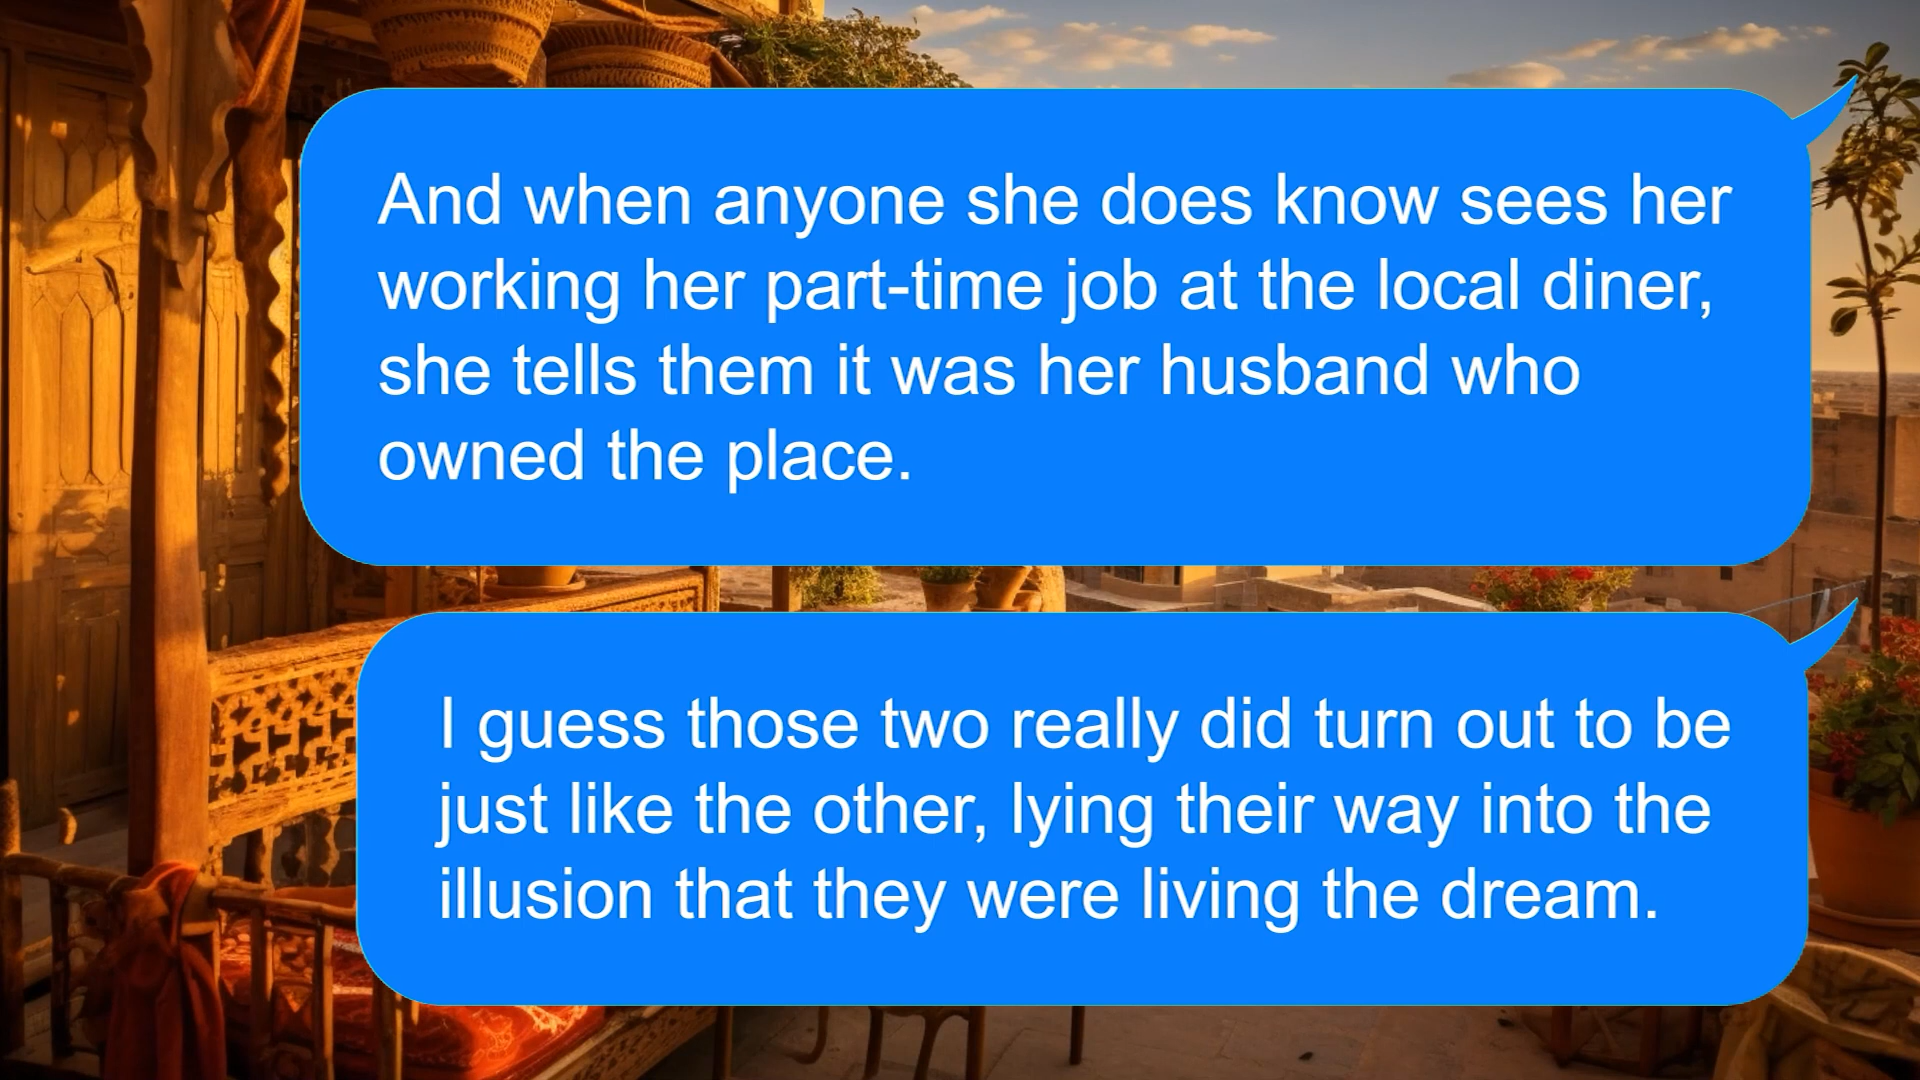 And when anyone she does know sees her
working her part-time job at the local diner,
she tells them it was her husband who
owned the place.
I guess those two really did turn out to be
just like the other, lying their way into the
illusion that they were living the dream.